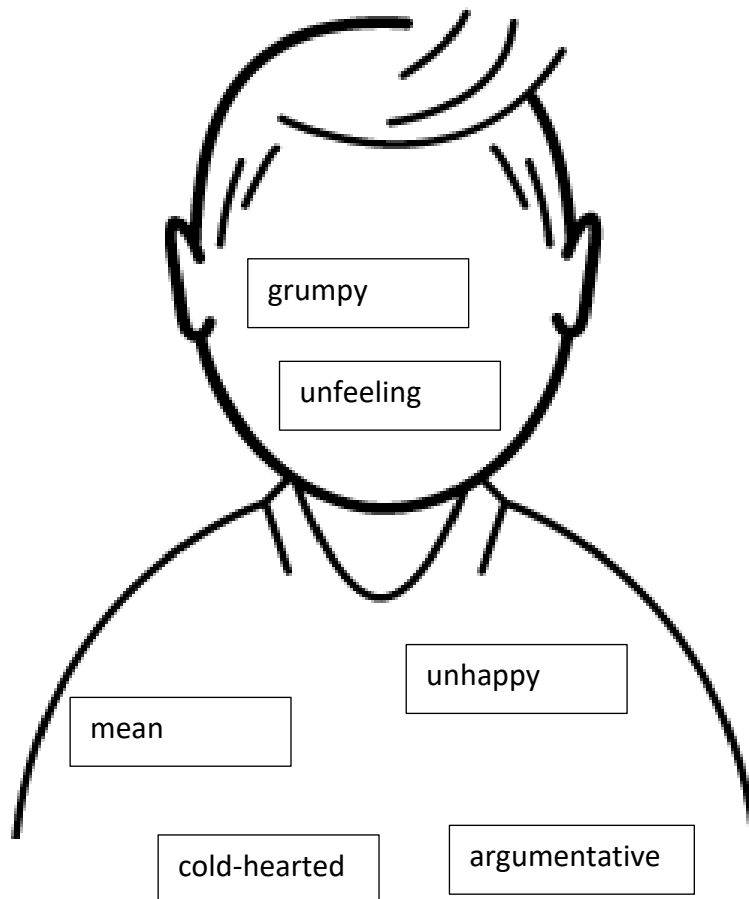 grumpy
unfeeling
unhappy
mean
cold-hearted
argumentative